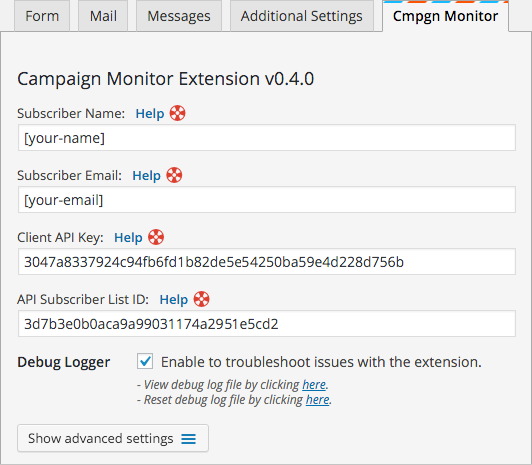 Form Mail Messages Additional Settings Cmpgn Monitor
Campaign Monitor Extension v0.4.0
Subscriber Name: Help
[your-name]
Subscriber Email: Help
[your-email]
Client API Key: Help
3047a8337924c94fb6fd1b82de5e54250ba59e4d228d756b
API Subscriber List ID: Help
3d7b3e0b0aca9a99031174a2951e5cd2
Debug Logger Enable to troubleshoot issues with the extension.
- View debug log file by clicking here.
- Reset debug log file by clicking here.
Show advanced settings